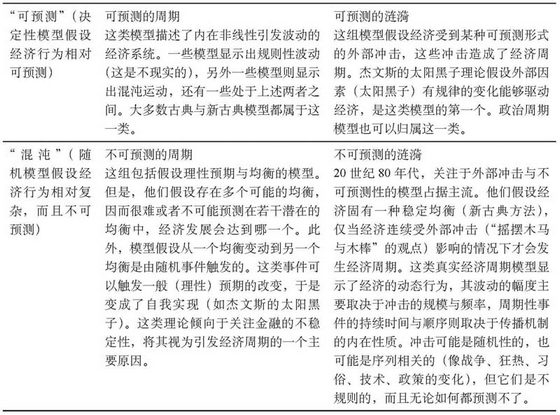 “可预测”（决
定性模型假设
经济行为相对
可预测）
可预测的周期
这类模型描述了内在非线性引发波动的
经济系统。一些模型显示出规则性波动
（这是不现实的），另外一些模型则显示
出混沌运动，还有一些处于上述两者之
间。大多数古典与新古典模型都属于这
一类。
可预测的涟漪
这组模型假设经济受到某种可预测形式
的外部冲击，这些冲击造成了经济周
期。杰文斯的太阳黑子理论假设外部因
素（太阳黑子）有规律的变化能够驱动
经济，是这类模型的第一个。政治周期
模型也可以归属这一类。
“混沌”（随
机模型假设经
济行为相对复
杂，而且不可
预测）
不可预测的周期
这组包括假设理性预期与均衡的模型。
但是，他们假设存在多个可能的均衡，
因而很难或者不可能预测在若干潜在的
均衡中，经济发展会达到哪一个。此
外，模型假设从一个均衡变动到另一个
均衡是由随机事件触发的。这类事件可
以触发一般（理性）预期的改变，于是
变成了自我实现（如杰文斯的太阳黑
子）。这类理论倾向于关注金融的不稳
定性，将其视为引发经济周期的一个主
要原因。
不可预测的涟漪
20世纪80年代，关注于外部冲击与不
可预测性的模型占据主流。他们假设经
济固有一种稳定均衡（新古典方法），
仅当经济连续受外部冲击（“摇摆木马
与木棒”的观点）影响的情况下才会发
生经济周期。这类真实经济周期模型显
示了经济的动态行为，其波动的幅度主
要取决于冲击的规模与频率，周期性事
件的持续时间与顺序则取决于传播机制
的内在性质。冲击可能是随机性的，也
可能是序列相关的（像战争、狂热、习
俗、技术、政策的变化），但它们是不
规则的，而且无论如何都预测不了。